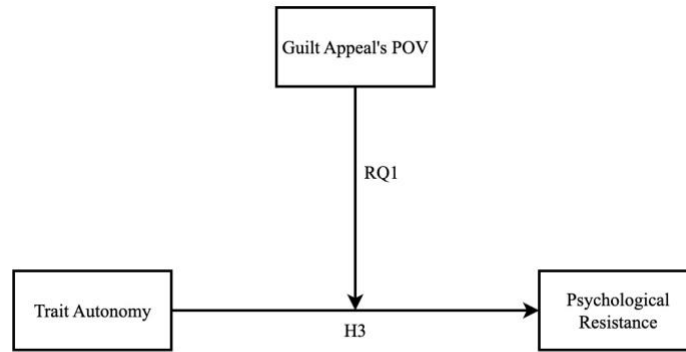 Guilt Appeal's POV
RQ1
Trait Autonomy
H3
Psychological
Resistance